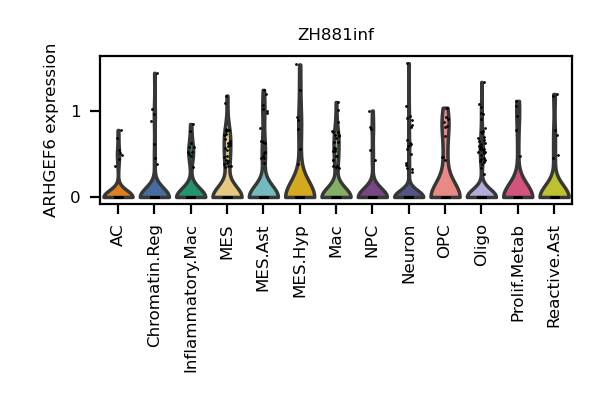 ZH881inf
ARHGEF6 expression
1
0
AC
Chromatin.Reg
Inflammatory.Mac
MES
MES.Ast
MES.Hyp
Mac
NPC
Neuron
OPC
Oligo
Prolif.Metab
Reactive.Ast